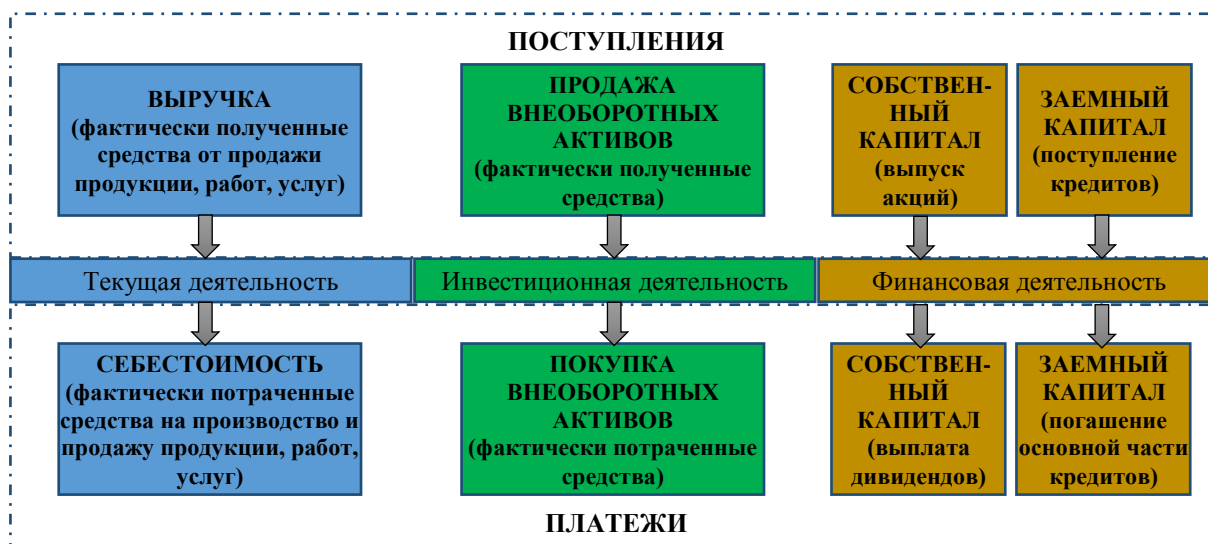 ПОСТУПЛЕНИЯ
ВЫРУЧКА
(фактически полученные
средства от продажи
продукции, работ, услуг)
ПРОДАЖА
ВНЕОБОРОТНЫХ
АКТИВОВ
(фактически полученные
средства)
СОБСТВЕН-
НЫЙ
КАПИТАЛ
(выпуск
акций)
ЗАЕМНЫЙ
КАПИТАЛ
(поступление
кредитов)
Текущая деятельность
Инвестиционная деятельность
Финансовая деятельность
СЕБЕСТОИМОСТЬ
(фактически потраченные
средства на производство и
продажу продукции, работ,
услуг)
ПОКУПКА
ВНЕОБОРОТНЫХ
АКТИВОВ
(фактически потраченные
средства)
СОБСТВЕН-
НЫЙ
КАПИТАЛ
(выплата
дивидендов)
ЗАЕМНЫЙ
КАПИТАЛ
(погашение
основной части
кредитов)
ПЛАТЕЖИ